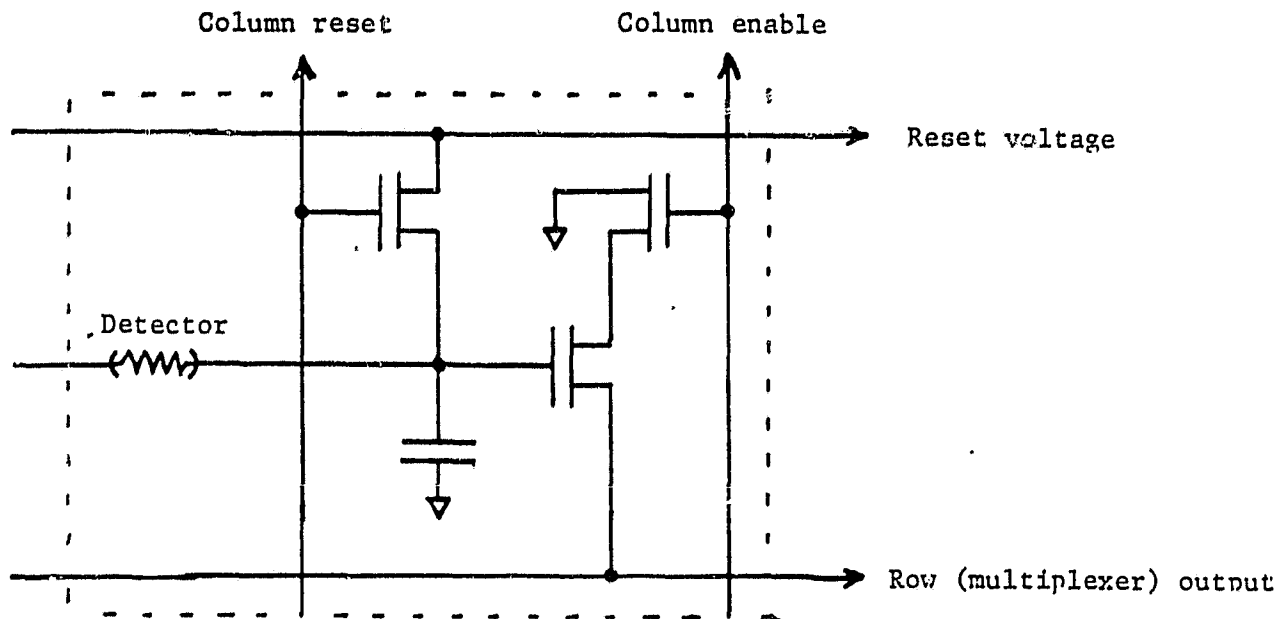 Column reset
Column enable
Reset voltage
Detector
Row (multiplexer) output